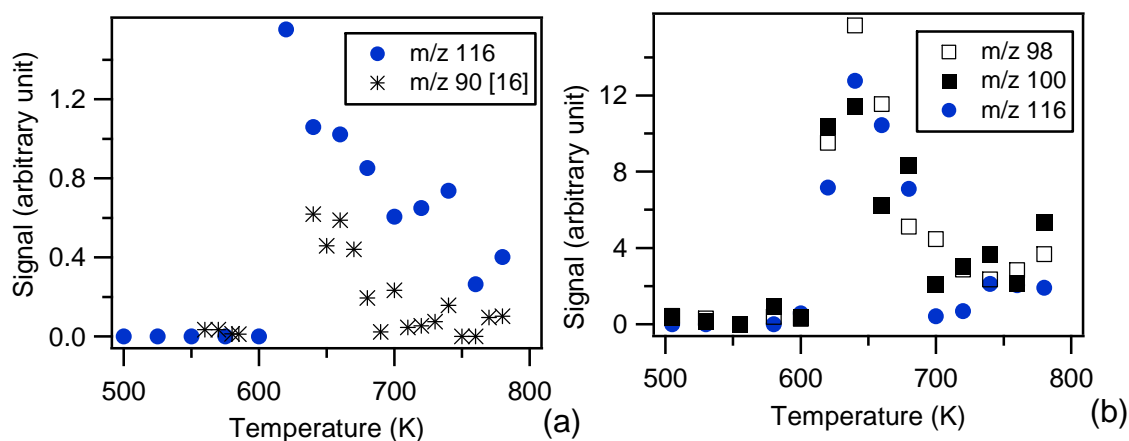 m/z 116
m/z 90 [16]
1.2
0.8
0.4
0.0
500
600
700
800
Signal (arbitrary unit)
Temperature (K)
(a)
m/z 98
m/z 100
m/z 116
12
8
4
0
500
600
700
800
Signal (arbitrary unit)
Temperature (K)
(b)